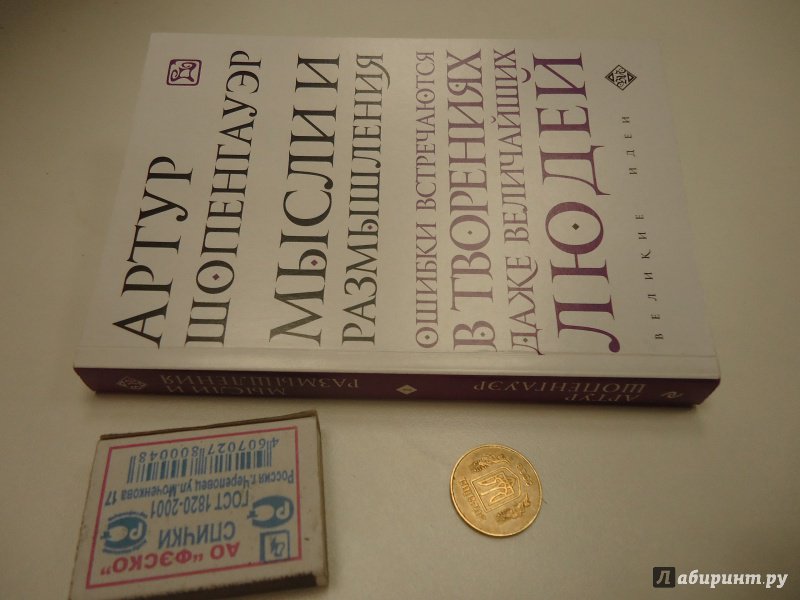 АРТУР
ШОПЕНГАУЭР
МЫСЛИ И
РАЗМЫШЛЕНИЯ
ОШИБКИ ВСТРЕЧАЮТСЯ
В ТВОРЕНИЯХ
ДАЖЕ ВЕЛИЧАЙШИХ
ЛЮДЕЙ
ВЕЛИКИЕ ИДЕИ
АРТУР
ШОПЕНГАУЭР
МЫСЛИ И
РАЗМЫШЛЕНИЯ
АО "ФЭСКО"
СПИЧКИ
ГОСТ 1820-2001
Россия г.Череповец ул.Моченкова 17
4607027800048
Лабиринт.ру